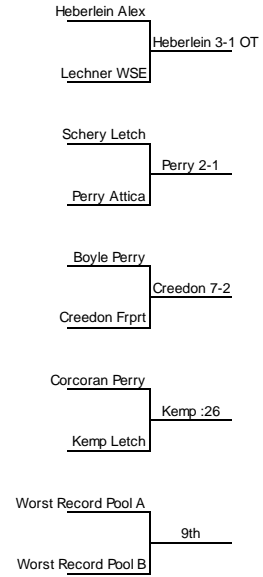 Heberlein Alex
Heberlein 3-1 OT
Lechner WSE
Schery Letch
Perry 2-1
Perry Attica
Boyle Perry
Creedon 7-2
Creedon Frprt
Corcoran Perry
Kemp :26
Kemp Letch
Worst Record Pool A
9th
Worst Record Pool B